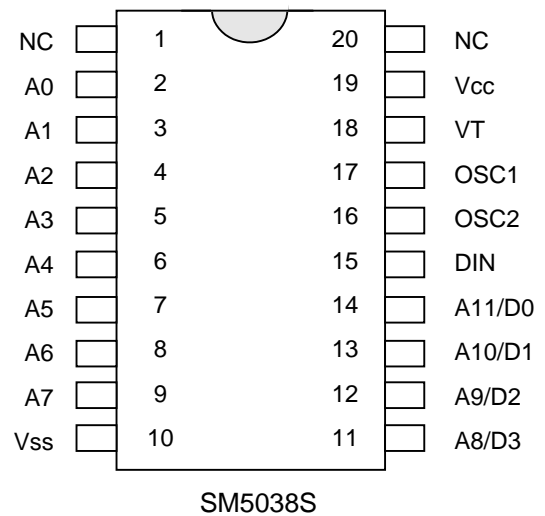 NC 1 20 NC
A0 2 19 Vcc
A1 3 18 VT
A2 4 17 OSC1
A3 5 16 OSC2
A4 6 15 DIN
A5 7 14 A11/D0
A6 8 13 A10/D1
A7 9 12 A9/D2
Vss 10 11 A8/D3
SM5038S